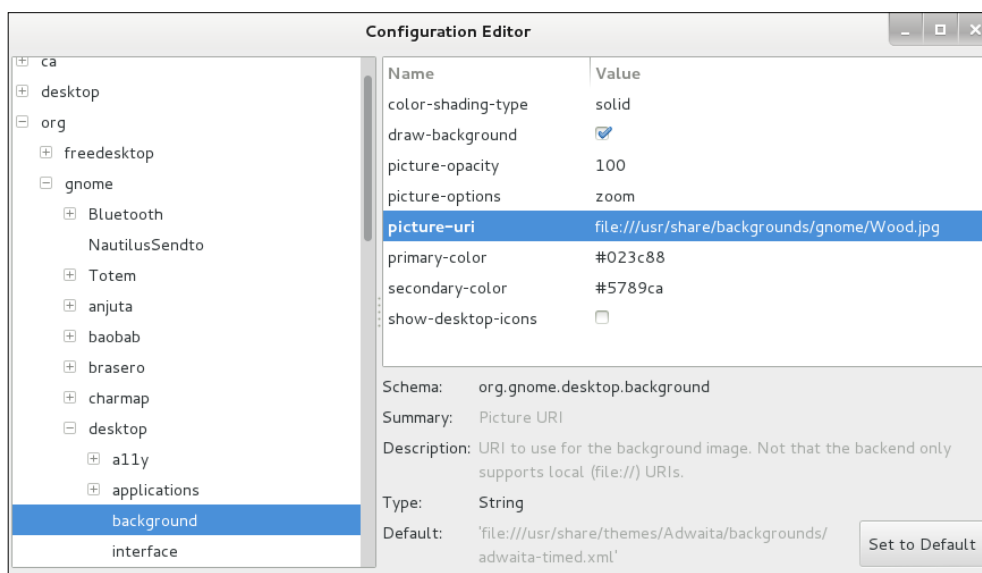 Configuration Editor
ca
desktop
org
freedesktop
gnome
Bluetooth
NautilusSendto
Totem
anjuta
baobab
brasero
charmap
desktop
a11y
applications
background
interface
Name Value
color-shading-type solid
draw-background
picture-opacity 100
picture-options zoom
picture-uri file:///usr/share/backgrounds/gnome/Wood.jpg
primary-color #023c88
secondary-color #5789ca
show-desktop-icons
Schema: org.gnome.desktop.background
Summary: Picture URI
Description: URI to use for the background image. Not that the backend only
supports local (file://) URIs.
Type: String
Default: 'file:///usr/share/themes/Adwaita/backgrounds/
adwaita-timed.xml'
Set to Default